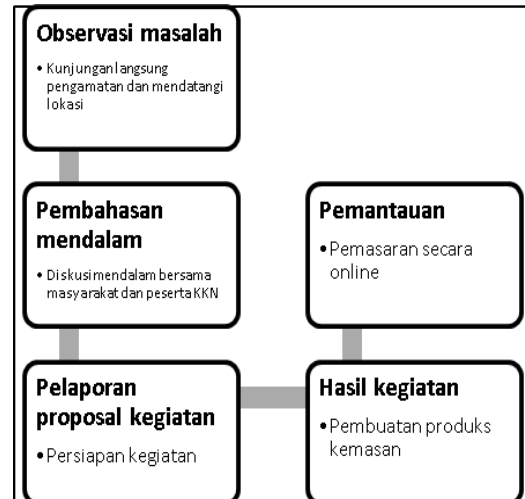 Observasi masalah
• Kunjungan langsung
pengamatan dan mendatangi
lokasi
Pembahasan
mendalam
• Diskusi mendalam bersama
masyarakat dan peserta KKN
Pelaporan
proposal kegiatan
• Persiapan kegiatan
Hasil kegiatan
• Pembuatan produks
kemasan
Pemantauan
• Pemasaran secara
online